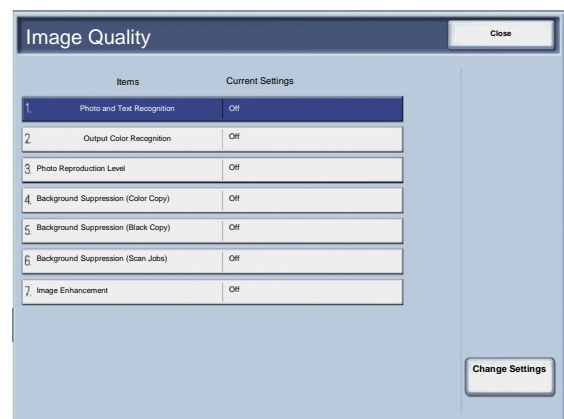 Image Quality
Close
Items Current Settings
1. Photo and Text Recognition Off
2. Output Color Recognition Off
3. Photo Reproduction Level Off
4. Background Suppression (Color Copy) Off
5. Background Suppression (Black Copy) Off
6. Background Suppression (Scan Jobs) Off
7. Image Enhancement Off
Change Settings